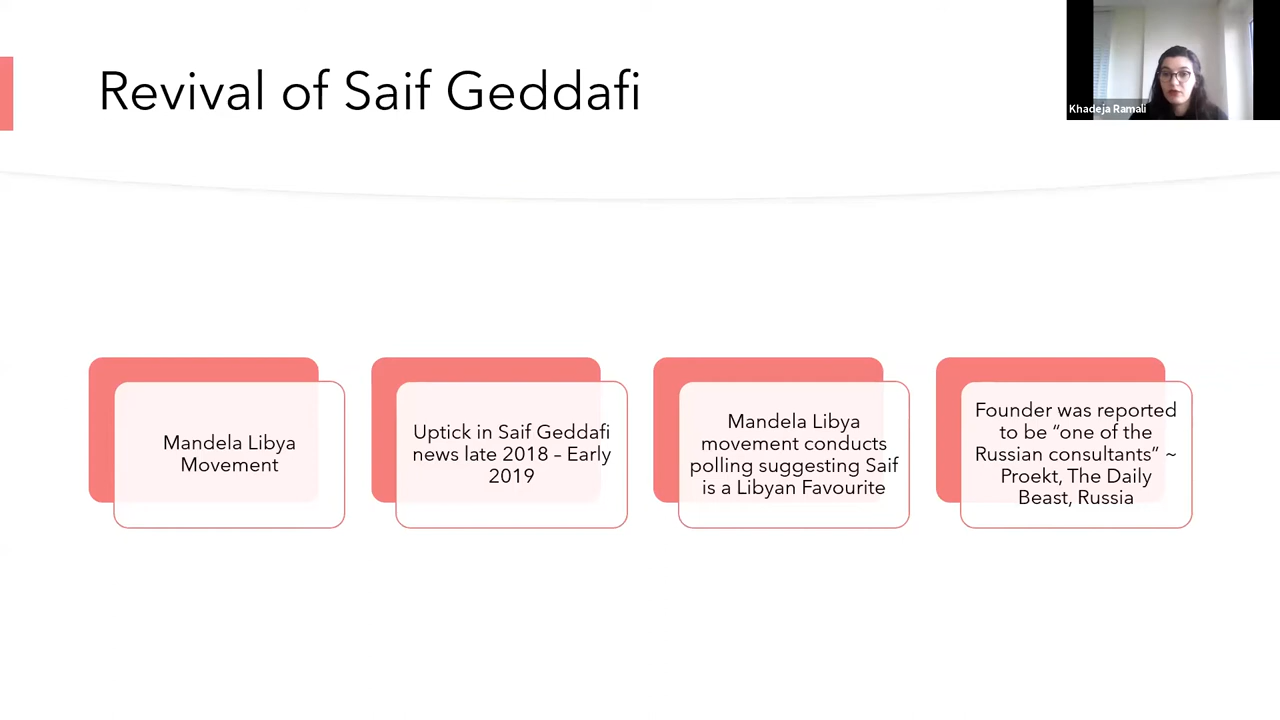 Revival of Saif Geddafi
Khadeja Ramali
Mandela Libya
Movement
Uptick in Saif Geddafi
news late 2018 – Early
2019
Mandela Libya
movement conducts
polling suggesting Saif
is a Libyan Favourite
Founder was reported
to be “one of the
Russian consultants” ~
Proekt, The Daily
Beast, Russia